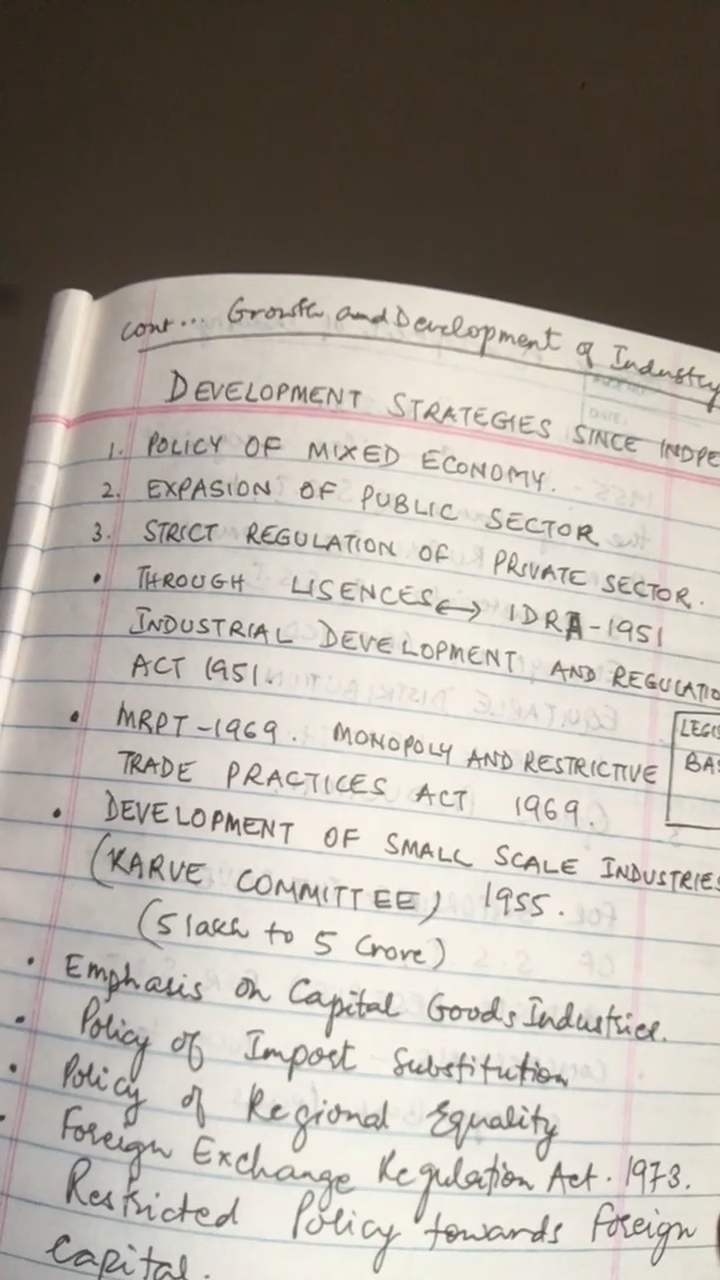 cont... Growth and Development of Industry
DEVELOPMENT STRATEGIES SINCE INDPE
1. POLICY OF MIXED ECONOMY.
2. EXPASION OF PUBLIC SECTOR
3. STRICT REGULATION OF PRIVATE SECTOR.
• THROUGH LISENCES ↔ IDRA-1951
INDUSTRIAL DEVELOPMENT AND REGULATIO
ACT 1951.
• MRPT-1969. MONOPOLY AND RESTRICTIVE
TRADE PRACTICES ACT 1969.
LEGIS
BAS
• DEVELOPMENT OF SMALL SCALE INDUSTRIES
(KARVE COMMITTEE) 1955.
(5 lakh to 5 Crore)
• Emphasis on Capital Goods Industries.
• Policy of Import Substitution
• Policy of Regional Equality
• Foreign Exchange Regulation Act. 1973.
Restricted Policy towards foreign
Capital.